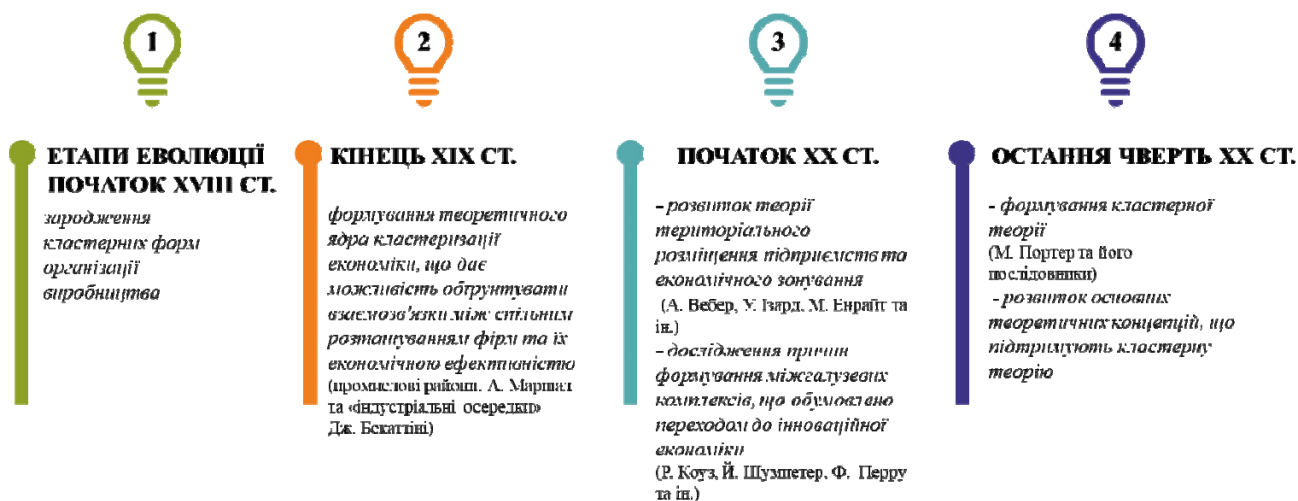 1
ЕТАПИ ЕВОЛЮЦІЇ
ПОЧАТОК XVIII СТ.
зародження
кластерних форм
організації
виробництва
2
КІНЕЦЬ XIX СТ.
формування теоретичного
ядра кластеризації
економіки, що дає
можливість обґрунтувати
взаємозв'язки між спільним
розташуванням фірм та їх
економічною ефективністю
(промислові райони. А. Маршал
та «індустріальні осередки»
Дж. Бекаттіні)
3
ПОЧАТОК XX СТ.
- розвиток теорії
територіального
розміщення підприємств та
економічного зонування
(А. Вебер, У. Ізард, М. Енрайт та
ін.)
- дослідження причин
формування міжгалузевих
комплексів, що обумовлено
переходом до інноваційної
економіки
(Р. Коуз, Й. Шумпетер, Ф. Перру
та ін.)
4
ОСТАННЯ ЧВЕРТЬ XX СТ.
- формування кластерної
теорії
(М. Портер та його
послідовники)
- розвиток основних
теоретичних концепцій, що
підтримують кластерну
теорію